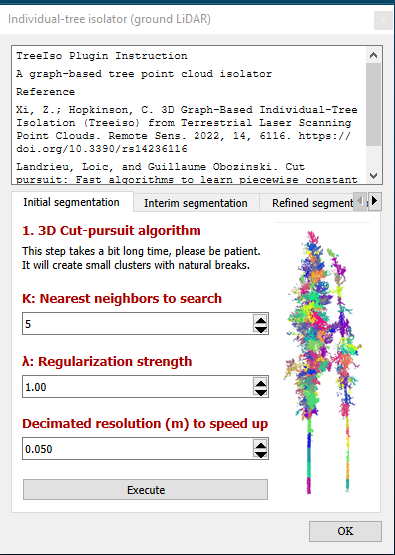 Individual-tree isolator (ground LiDAR)
TreeIso Plugin Instruction
A graph-based tree point cloud isolator
Reference
Xi, Z.; Hopkinson, C. 3D Graph-Based Individual-Tree
Isolation (Treeiso) from Terrestrial Laser Scanning
Point Clouds. Remote Sens. 2022, 14, 6116. https://
doi.org/10.3390/rs14236116
Landrieu, Loic, and Guillaume Obozinski. Cut
pursuit: Fast algorithms to learn piecewise constant
Initial segmentation
Interim segmentation
Refined segment
1. 3D Cut-pursuit algorithm
This step takes a bit long time, please be patient.
It will create small clusters with natural breaks.
K: Nearest neighbors to search
5
λ: Regularization strength
1.00
Decimated resolution (m) to speed up
0.050
Execute
OK